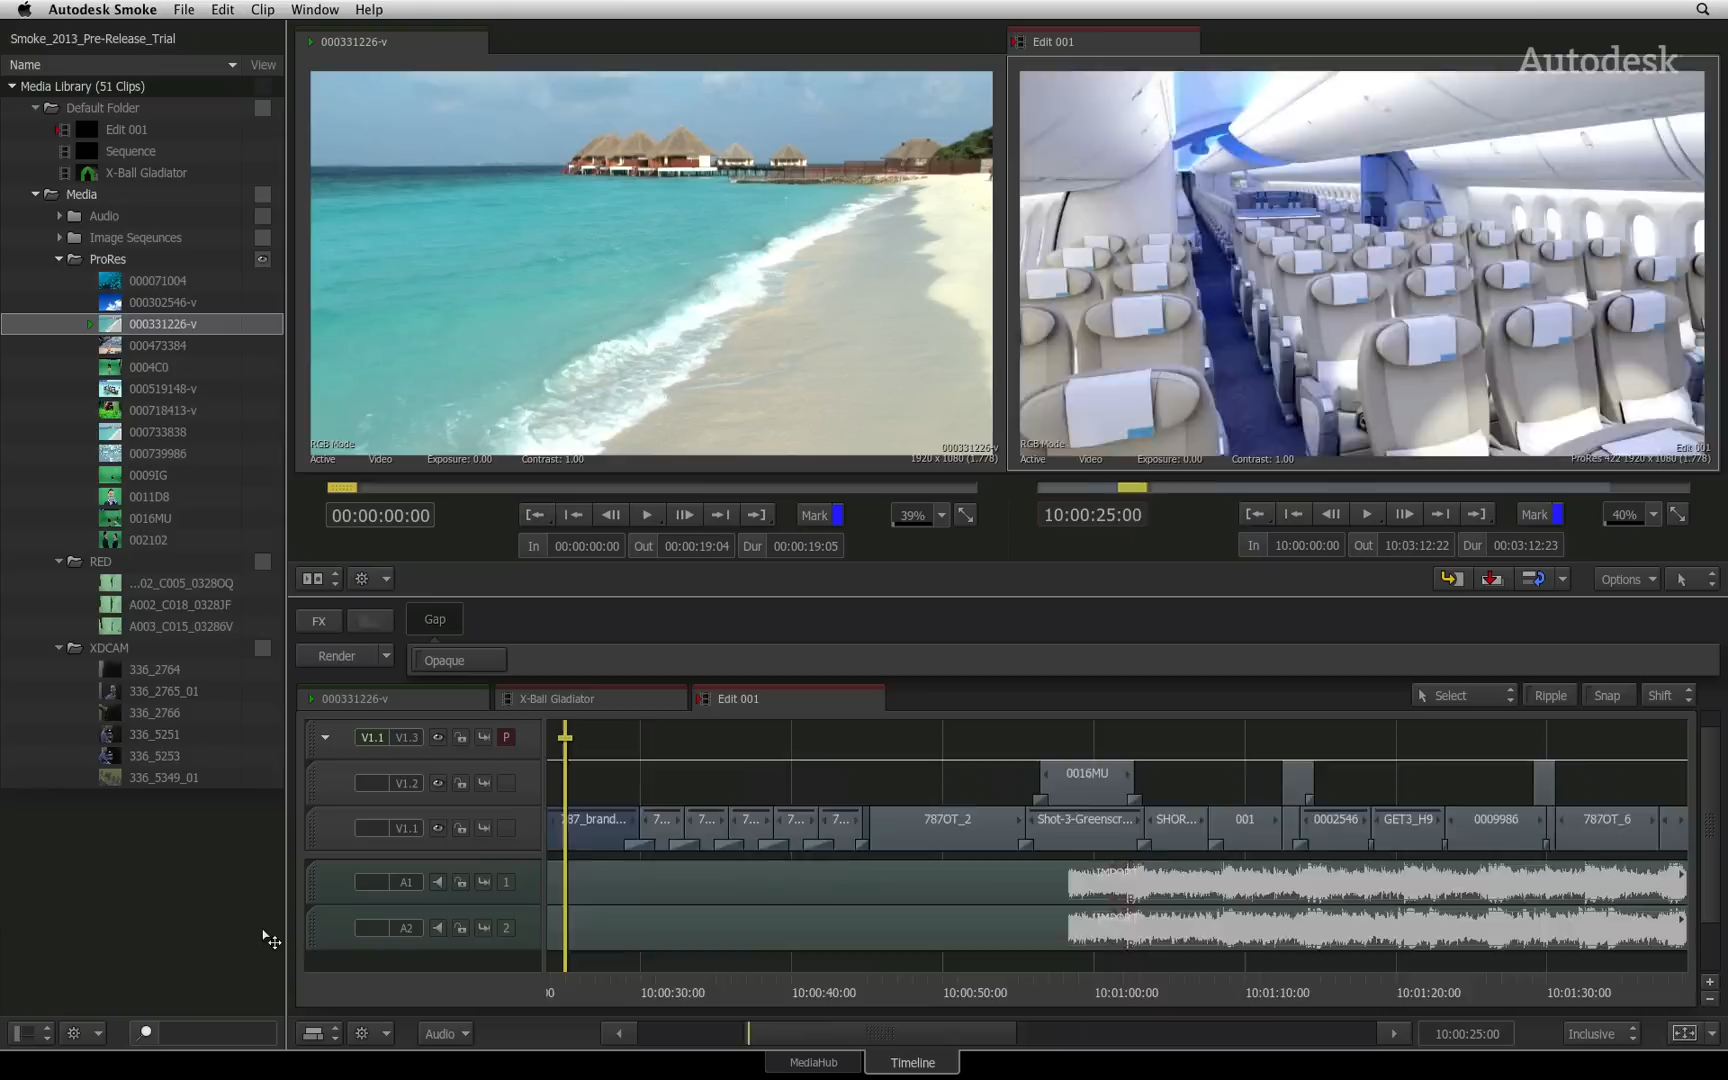 Autodesk Smoke File Edit Clip Window Help
Smoke_2013_Pre-Release_Trial
Name View
Media Library (51 Clips)
Default Folder
Edit 001
Sequence
X-Ball Gladiator
Media
Audio
Image Seqeunces
ProRes
000071004
000302546-v
000331226-v
000473384
0004C0
000519148-v
000718413-v
000733838
000739986
0009IG
0011D8
0016MU
002102
RED
...02_C005_0328OQ
A002_C018_0328JF
A003_C015_03286V
XDCAM
336_2764
336_2765_01
336_2766
336_5251
336_5253
336_5349_01
000331226-v
RGB Mode 000331226-v
Active Video Exposure: 0.00 Contrast: 1.00 1920 x 1080 (1.778)
00:00:00:00 Mark 39%
In 00:00:00:00 Out 00:00:19:04 Dur 00:00:19:05
Edit 001
Autodesk
RGB Mode Edit 001
Active Video Exposure: 0.00 Contrast: 1.00 ProRes 422 1920 x 1080 (1.778)
10:00:25:00 Mark 40%
In 10:00:00:00 Out 10:03:12:22 Dur 00:03:12:23
Options
FX Gap
Render Opaque
000331226-v X-Ball Gladiator Edit 001 Select Ripple Snap Shift
V1.1 V1.3 P
V1.2 0016MU
V1.1 787_brand... 7... 7... 7... 7... 7... 787OT_2 Shot-3-Greenscr... SHOR... 001 0002546 GET3_H9 0009986 787OT_6
A1 1
A2 2
00 10:00:30:00 10:00:40:00 10:00:50:00 10:01:00:00 10:01:10:00 10:01:20:00 10:01:30:00
Audio 10:00:25:00 Inclusive
MediaHub Timeline